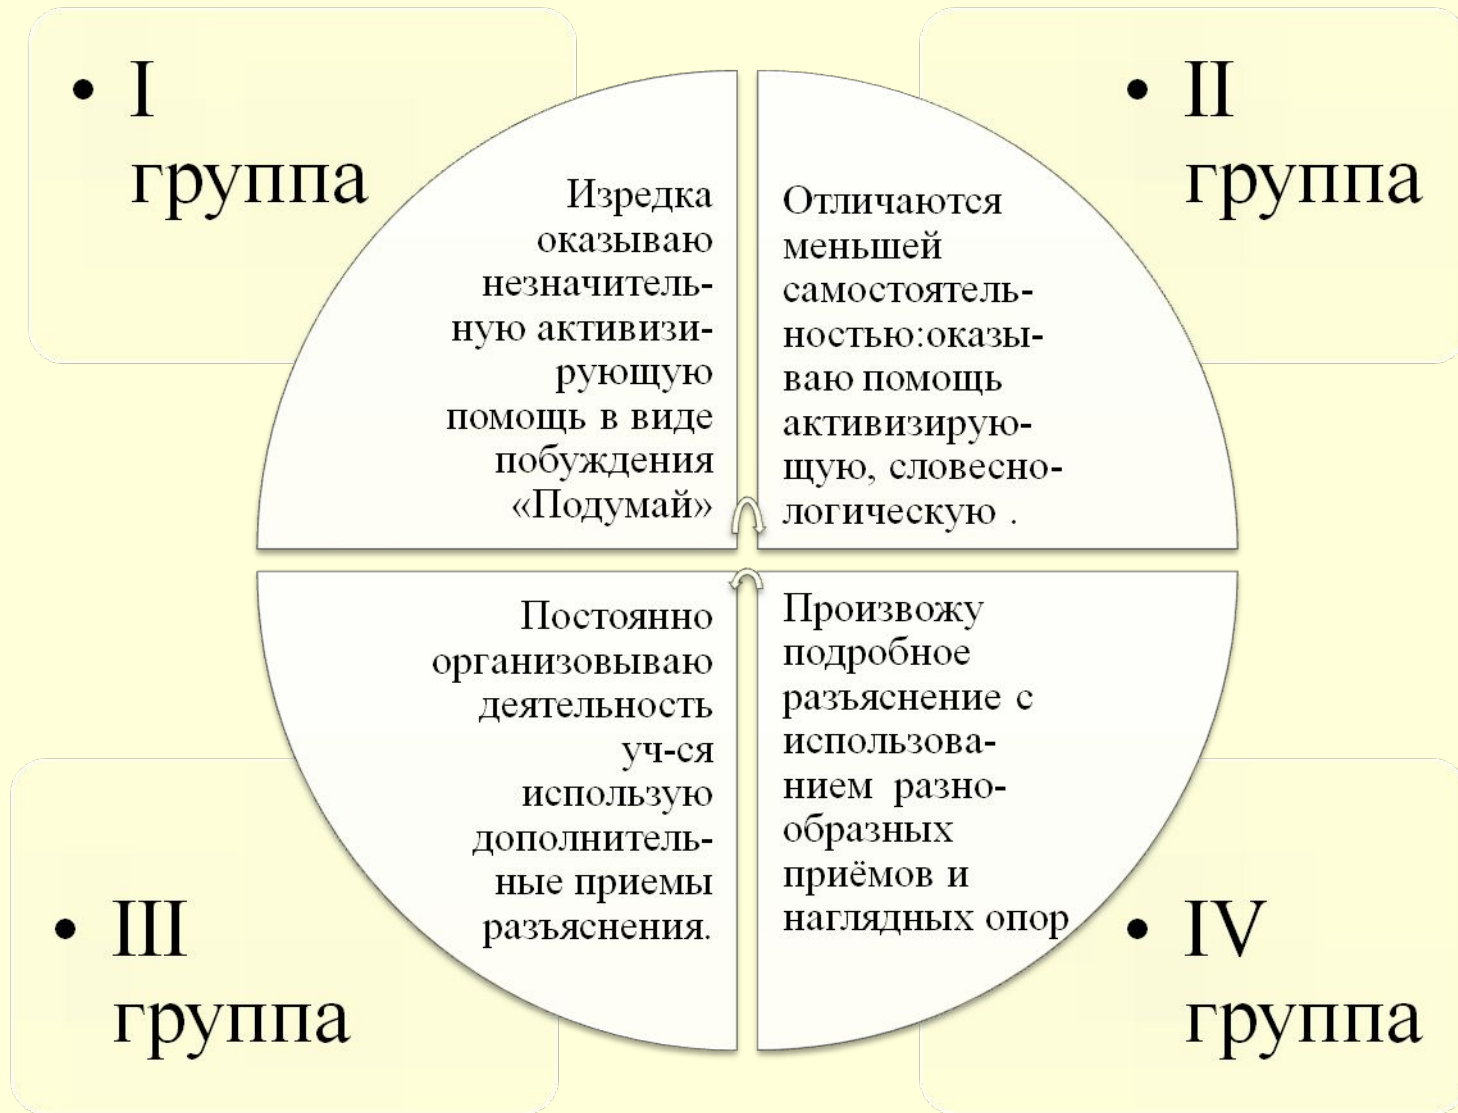 • I
группа
Изредка
оказываю
незначитель-
ную активизи-
рующую
помощь в виде
побуждения
«Подумай»
• II
группа
Отличаются
меньшей
самостоятель-
ностью:оказы-
ваю помощь
активизирую-
щую, словесно-
логическую .
• III
группа
Постоянно
организовываю
деятельность
уч-ся
использую
дополнитель-
ные приемы
разъяснения.
• IV
группа
Произвожу
подробное
разъяснение с
использова-
нием  разно-
образных
приёмов и
наглядных опор